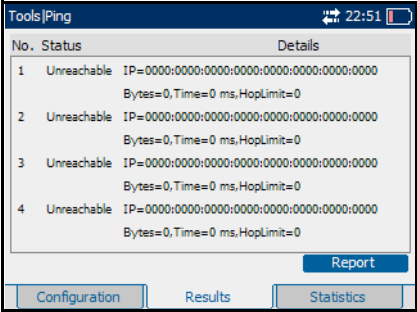 Tools|Ping 22:51
No. Status Details
1 Unreachable IP=0000:0000:0000:0000:0000:0000:0000:0000
Bytes=0,Time=0 ms,HopLimit=0
2 Unreachable IP=0000:0000:0000:0000:0000:0000:0000:0000
Bytes=0,Time=0 ms,HopLimit=0
3 Unreachable IP=0000:0000:0000:0000:0000:0000:0000:0000
Bytes=0,Time=0 ms,HopLimit=0
4 Unreachable IP=0000:0000:0000:0000:0000:0000:0000:0000
Bytes=0,Time=0 ms,HopLimit=0
Report
Configuration Results Statistics